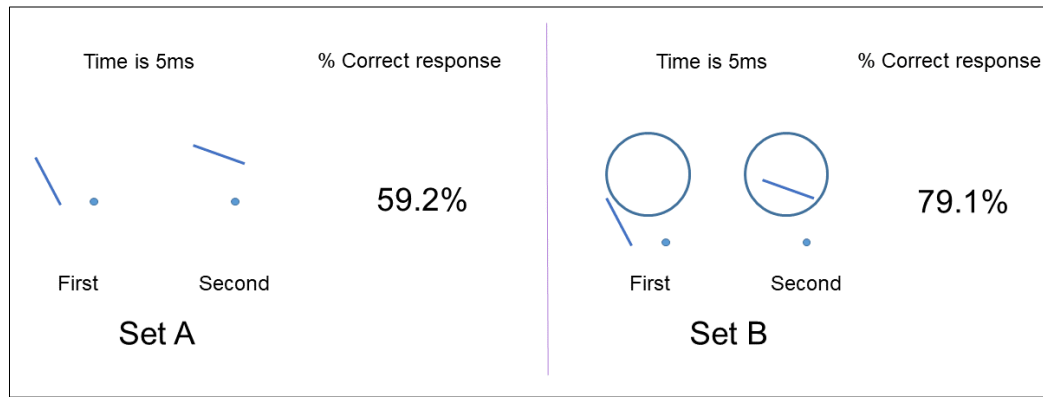 Time is 5ms % Correct response
59.2%
First Second
Set A
Time is 5ms % Correct response
79.1%
First Second
Set B